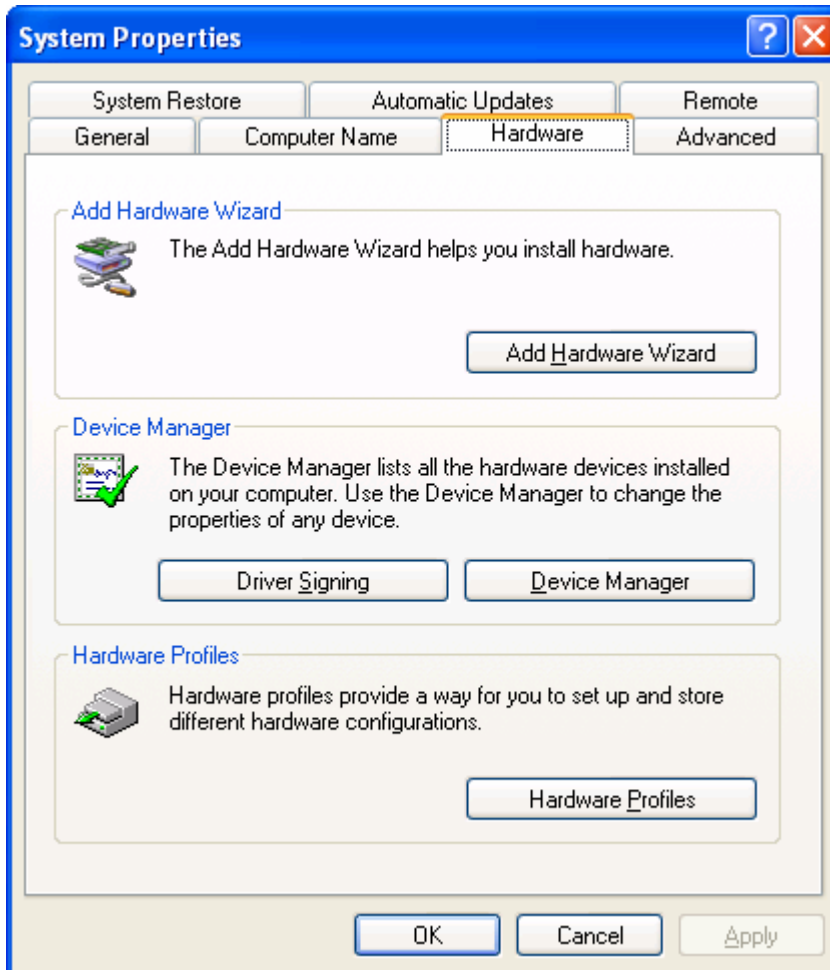 System Properties
System Restore Automatic Updates Remote
General Computer Name Hardware Advanced
Add Hardware Wizard
The Add Hardware Wizard helps you install hardware.
Add Hardware Wizard
Device Manager
The Device Manager lists all the hardware devices installed
on your computer. Use the Device Manager to change the
properties of any device.
Driver Signing Device Manager
Hardware Profiles
Hardware profiles provide a way for you to set up and store
different hardware configurations.
Hardware Profiles
OK Cancel Apply